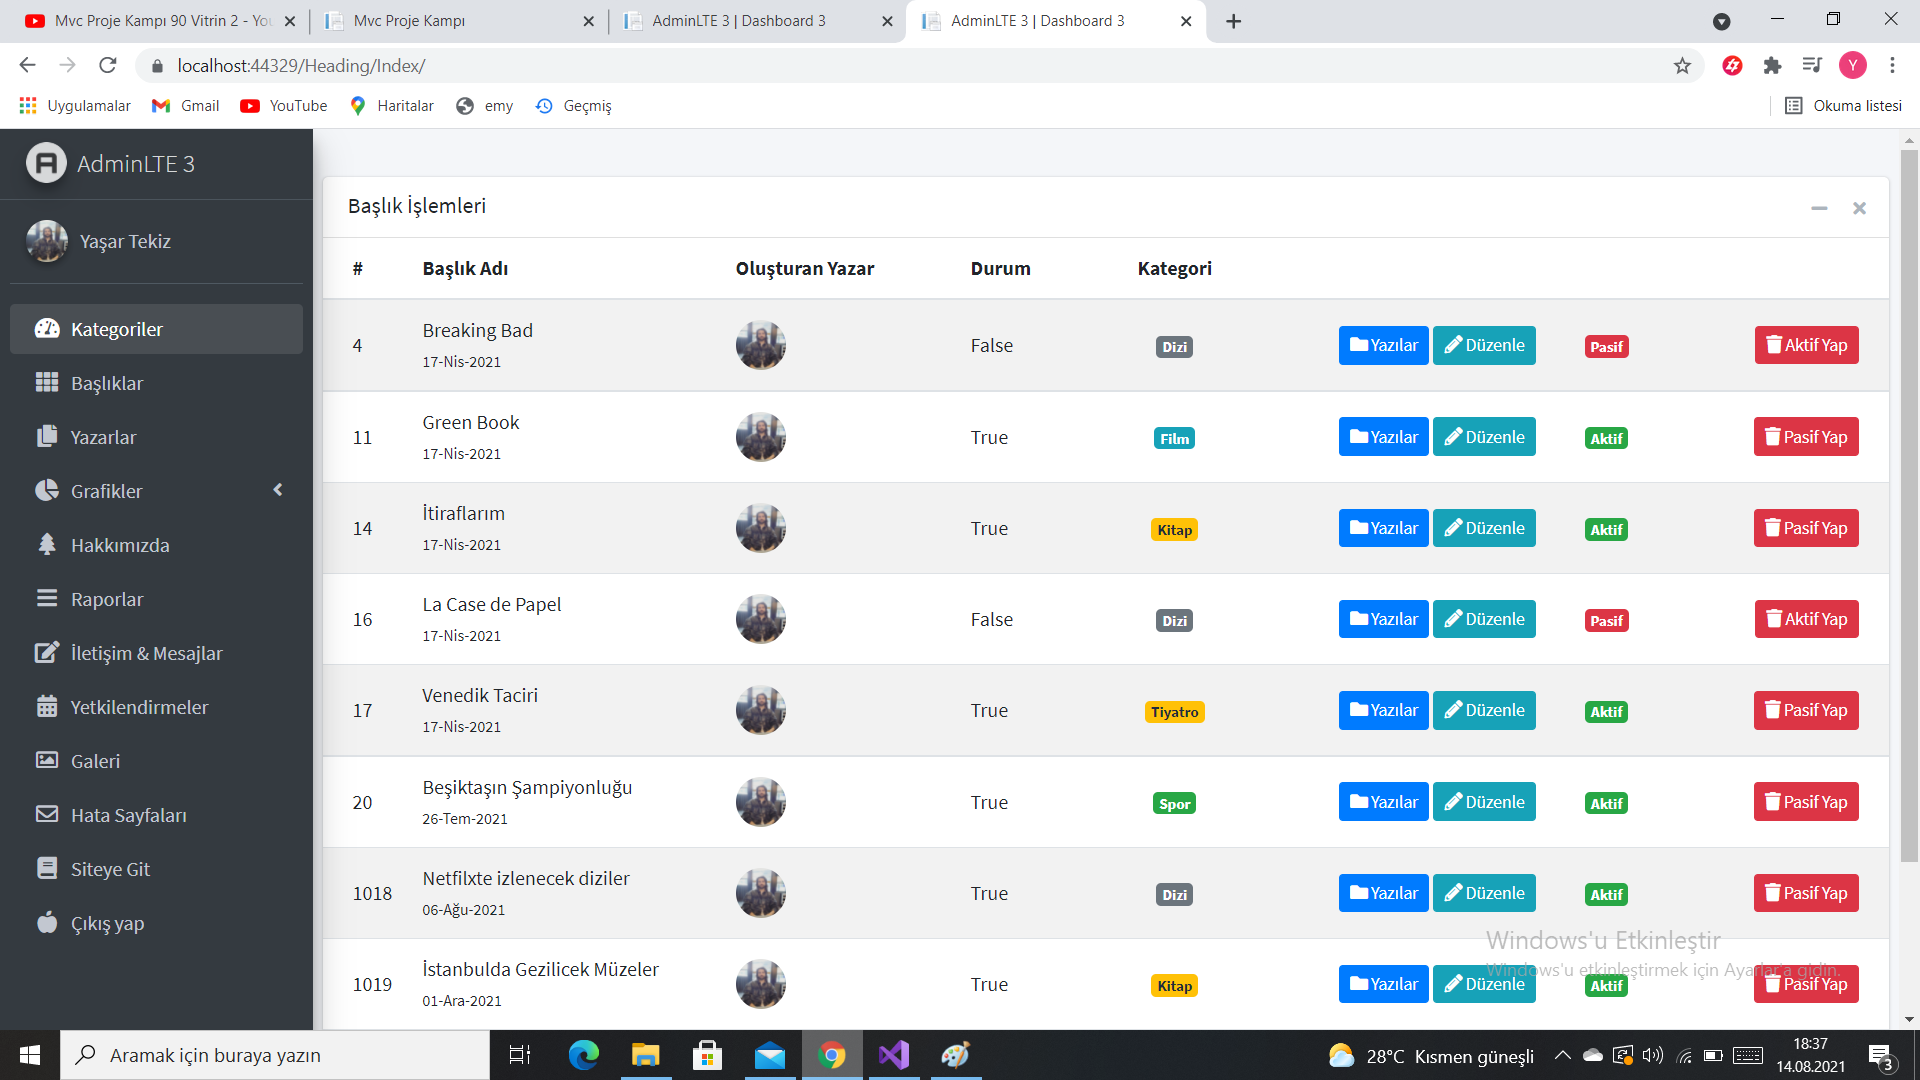 Mvc Proje Kampı 90 Vitrin 2 - You
Mvc Proje Kampı
AdminLTE 3 | Dashboard 3
AdminLTE 3 | Dashboard 3
localhost:44329/Heading/Index/
Y
Uygulamalar
Gmail
YouTube
Haritalar
emy
Geçmiş
Okuma listesi
AdminLTE 3
Yaşar Tekiz
Kategoriler
Başlıklar
Yazarlar
Grafikler
Hakkımızda
Raporlar
İletişim & Mesajlar
Yetkilendirmeler
Galeri
Hata Sayfaları
Siteye Git
Çıkış yap
Başlık İşlemleri
# Başlık Adı Oluşturan Yazar Durum Kategori
4 Breaking Bad False Dizi Yazılar Düzenle Pasif Aktif Yap
17-Nis-2021
11 Green Book True Film Yazılar Düzenle Aktif Pasif Yap
17-Nis-2021
14 İtiraflarım True Kitap Yazılar Düzenle Aktif Pasif Yap
17-Nis-2021
16 La Case de Papel False Dizi Yazılar Düzenle Pasif Aktif Yap
17-Nis-2021
17 Venedik Taciri True Tiyatro Yazılar Düzenle Aktif Pasif Yap
17-Nis-2021
20 Beşiktaşın Şampiyonluğu True Spor Yazılar Düzenle Aktif Pasif Yap
26-Tem-2021
1018 Netfilxte izlenecek diziler True Dizi Yazılar Düzenle Aktif Pasif Yap
06-Ağu-2021
1019 İstanbulda Gezilicek Müzeler True Kitap Yazılar Düzenle Aktif Pasif Yap
01-Ara-2021
Windows'u Etkinleştir
Windows'u etkinleştirmek için Ayarlar'a gidin.
Aramak için buraya yazın
28°C Kısmen güneşli
18:37
14.08.2021
3